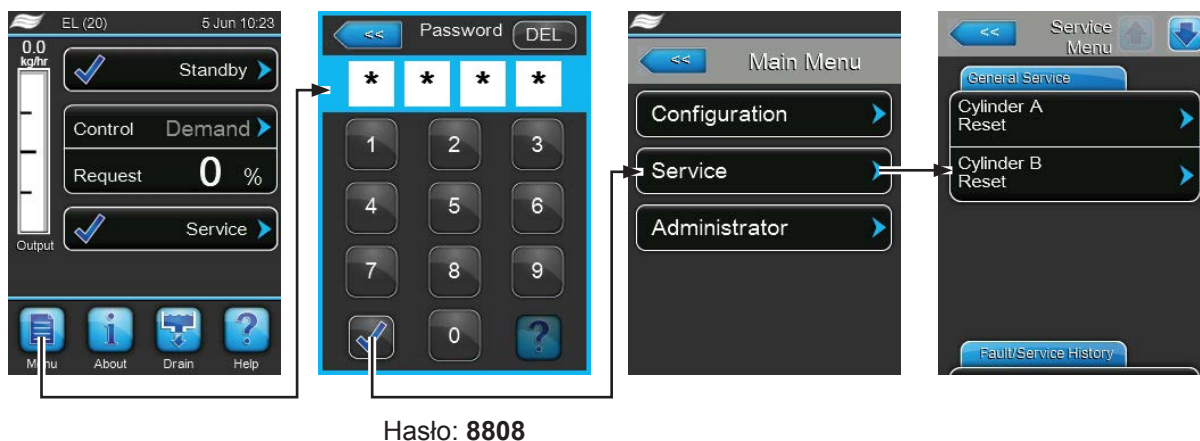 EL (20) 5 Jun 10:23
0.0
kg/hr
Standby
Control Demand
Request 0 %
Service
Output
Menu About Drain Help
<< Password DEL
* * * *
1 2 3
4 5 6
7 8 9
0 ?
<< Main Menu
Configuration
Service
Administrator
<< Service
Menu
General Service
Cylinder A
Reset
Cylinder B
Reset
Fault/Service History
Hasło: 8808